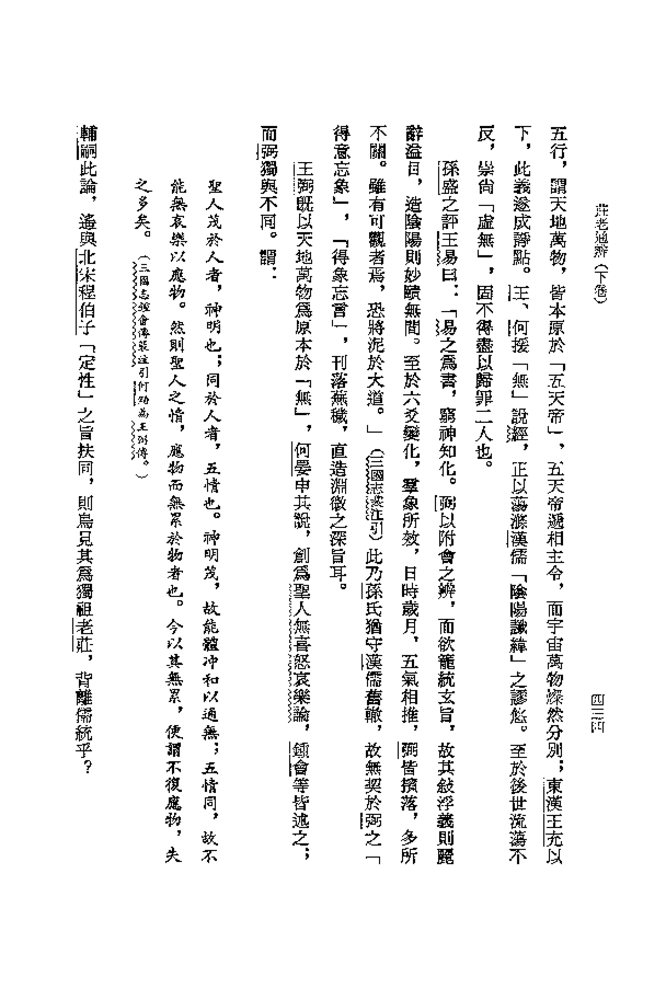 莊老通辨（下卷）
四三四
五行，謂天地萬物，皆本原於「五天帝」，五天帝遞相主令，而宇宙萬物燦然分別；東漢王充以
下，此義遂成諍點。王、何援「無」說經，正以蕩滌漢儒「陰陽讖緯」之謬悠。至於後世流蕩不
反，崇尚「虛無」，固不得盡以歸罪二人也。
孫盛之評王易曰：「易之為書，窮神知化。弼以附會之辨，而欲籠統玄旨，故其敍浮義則麗
辭溢目，造陰陽則妙賾無間。至於六爻變化，羣象所效，日時歲月，五氣相推，弼皆擯落，多所
不關。雖有可觀者焉，恐將泥於大道。」（三國志裴注引）此乃孫氏猶守漢儒舊轍，故無契於弼之「
得意忘象」，「得象忘言」，刊落蕪穢，直造淵微之深旨耳。
王弼既以天地萬物為原本於「無」，何晏申其說，創為聖人無喜怒哀樂論，鍾會等皆述之；
而弼獨與不同。謂：
聖人茂於人者，神明也；同於人者，五情也。神明茂，故能體冲和以通無；五情同，故不
能無哀樂以應物。然則聖人之情，應物而無累於物者也。今以其無累，便謂不復應物，失
之多矣。（三國志鍾會傳裴注引何劭為王弼傳。）
輔嗣此論，遙與北宋程伯子「定性」之旨扶同，則烏見其為獨祖老莊，背離儒統乎？